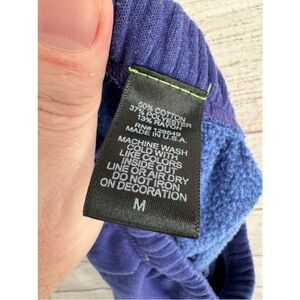 50% COTTON
37% POLYESTER
13% RAYON
RN# 128549
MADE IN U.S.A.
MACHINE WASH
COLD WITH
LIKE COLORS
INSIDE OUT
LINE OR AIR DRY
DO NOT IRON
ON DECORATION
M